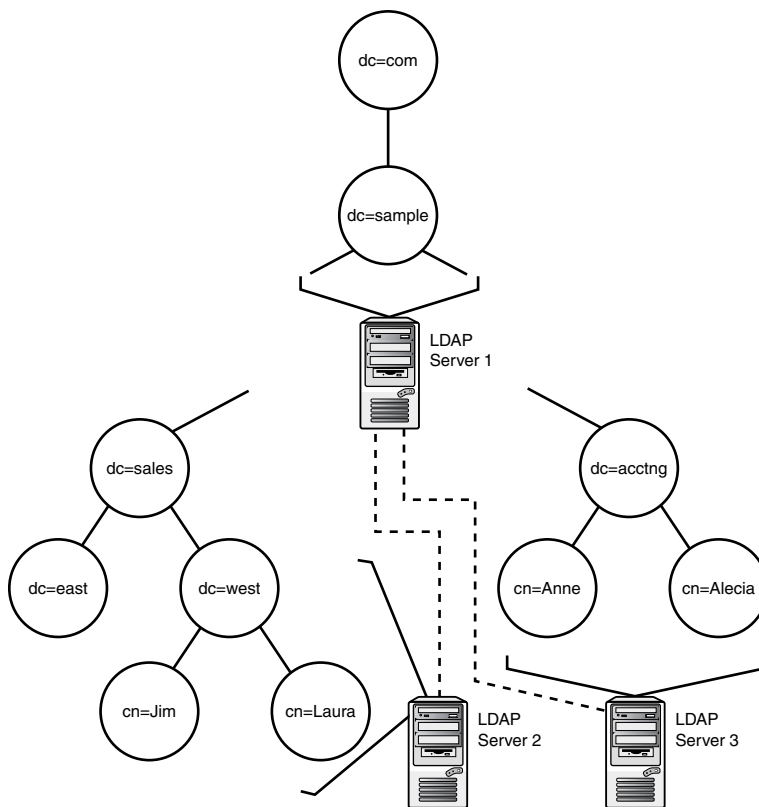 dc=com
dc=sample
LDAP
Server 1
dc=sales
dc=acctng
dc=east
dc=west
cn=Anne
cn=Alecia
cn=Jim
cn=Laura
LDAP
Server 2
LDAP
Server 3